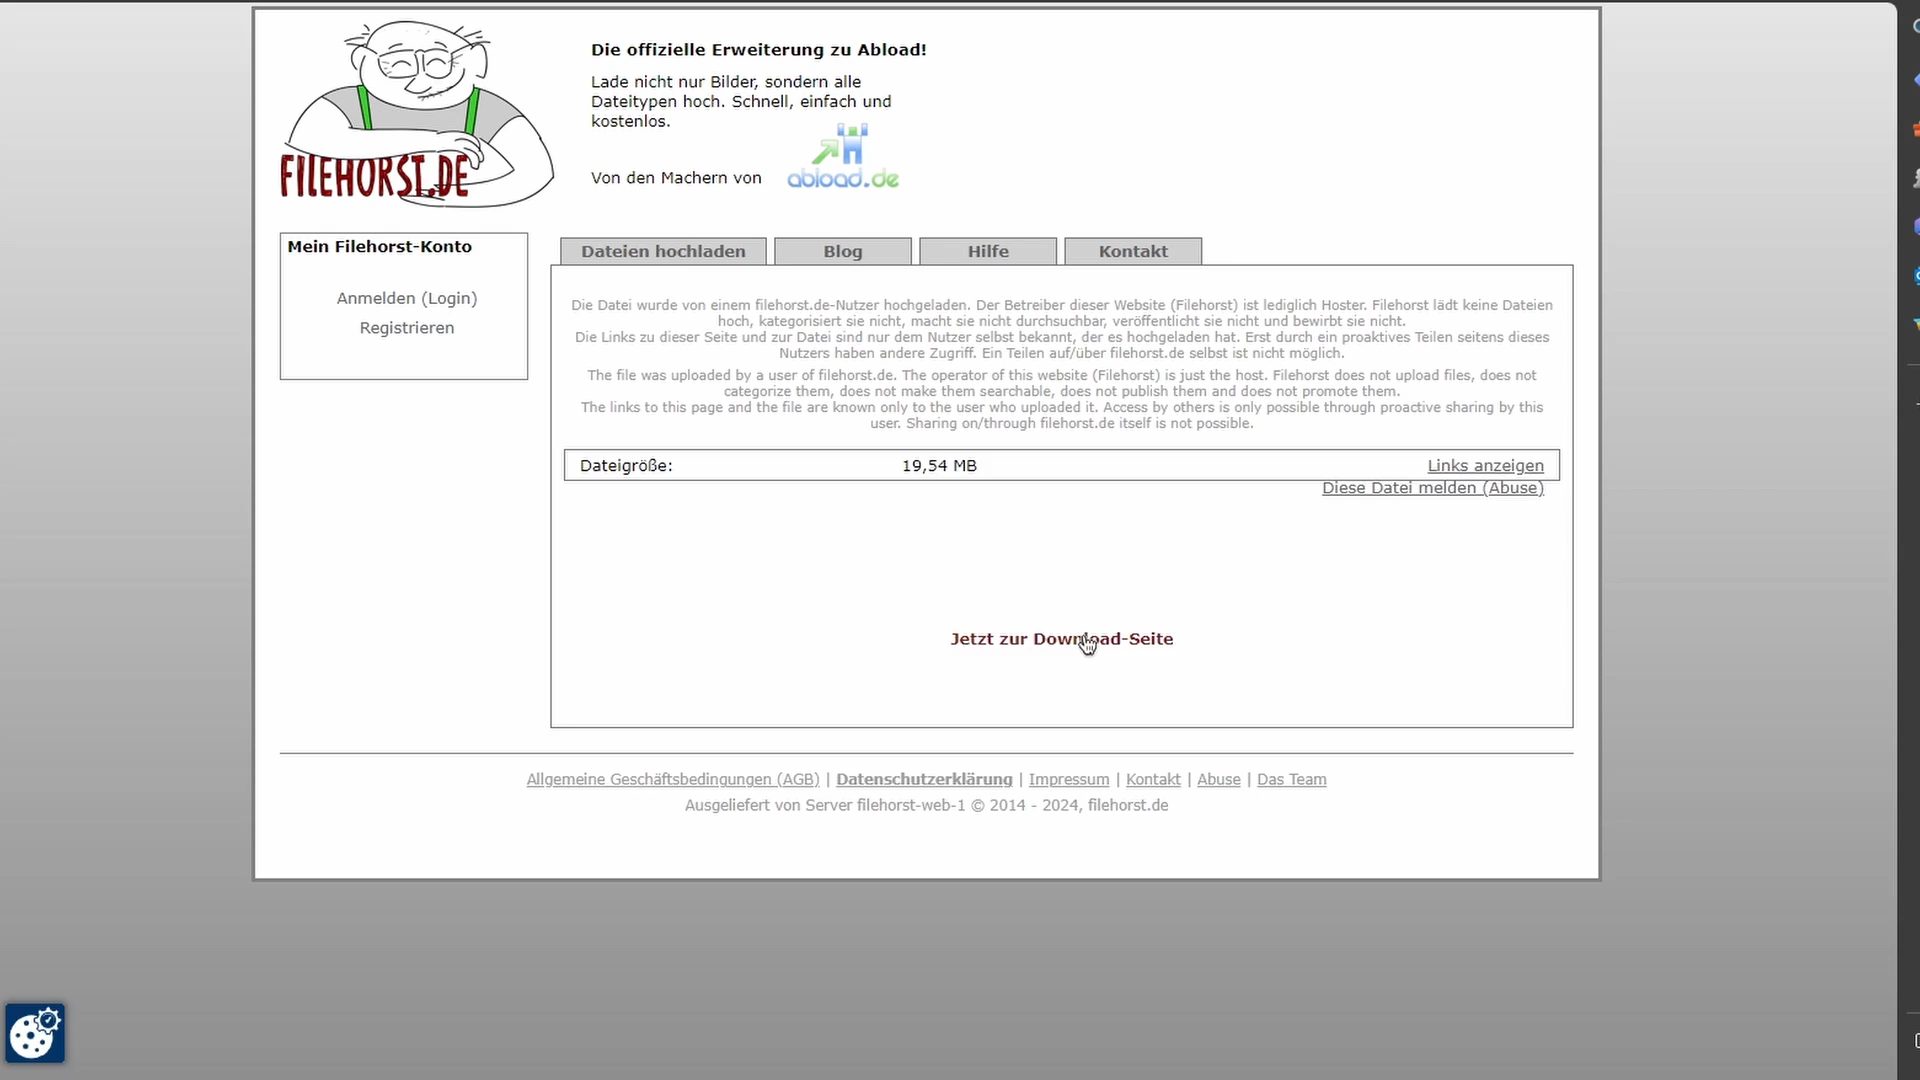 FILEHORST.DE
Die offizielle Erweiterung zu Abload!
Lade nicht nur Bilder, sondern alle
Dateitypen hoch. Schnell, einfach und
kostenlos.
Von den Machern von
abload.de
Mein Filehorst-Konto
Anmelden (Login)
Registrieren
Dateien hochladen
Blog
Hilfe
Kontakt
Die Datei wurde von einem filehorst.de-Nutzer hochgeladen. Der Betreiber dieser Website (Filehorst) ist lediglich Hoster. Filehorst lädt keine Dateien
hoch, kategorisiert sie nicht, macht sie nicht durchsuchbar, veröffentlicht sie nicht und bewirbt sie nicht.
Die Links zu dieser Seite und zur Datei sind nur dem Nutzer selbst bekannt, der es hochgeladen hat. Erst durch ein proaktives Teilen seitens dieses
Nutzers haben andere Zugriff. Ein Teilen auf/über filehorst.de selbst ist nicht möglich.
The file was uploaded by a user of filehorst.de. The operator of this website (Filehorst) is just the host. Filehorst does not upload files, does not
categorize them, does not make them searchable, does not publish them and does not promote them.
The links to this page and the file are known only to the user who uploaded it. Access by others is only possible through proactive sharing by this
user. Sharing on/through filehorst.de itself is not possible.
Dateigröße: 19,54 MB Links anzeigen
Diese Datei melden (Abuse)
Jetzt zur Download-Seite
Allgemeine Geschäftsbedingungen (AGB) | Datenschutzerklärung | Impressum | Kontakt | Abuse | Das Team
Ausgeliefert von Server filehorst-web-1 © 2014 - 2024, filehorst.de